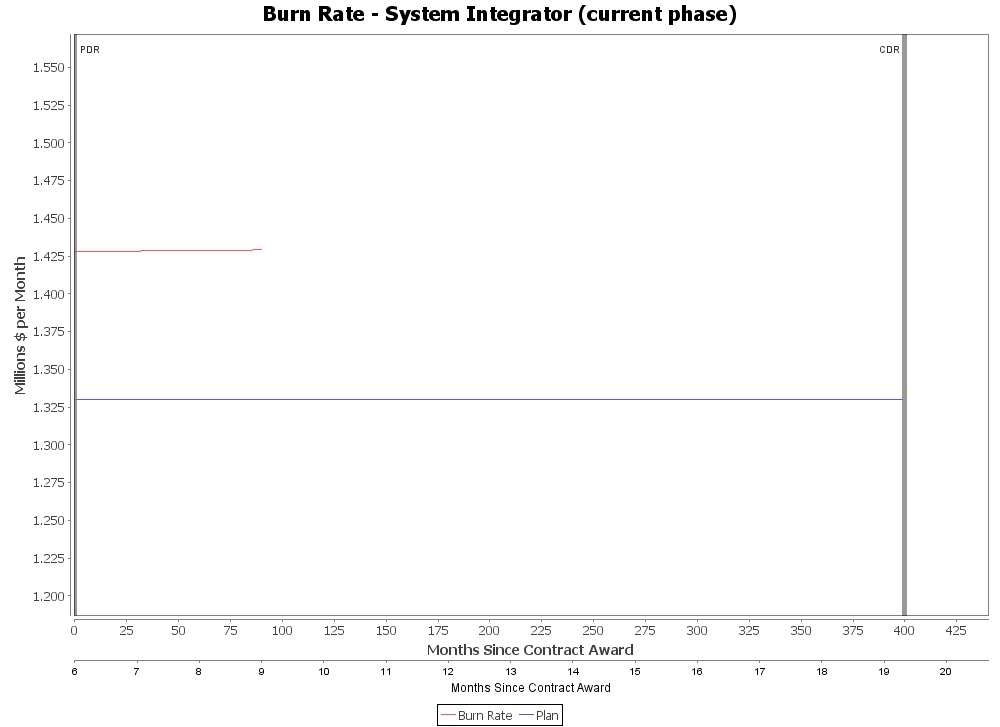 Burn Rate - System Integrator (current phase)
PDR
CDR
1.550
1.525
1.500
1.475
1.450
1.425
1.400
1.375
1.350
1.325
1.300
1.275
1.250
1.225
1.200
Millions $ per Month
0 25 50 75 100 125 150 175 200 225 250 275 300 325 350 375 400 425
Months Since Contract Award
6 7 8 9 10 11 12 13 14 15 16 17 18 19 20
Months Since Contract Award
Burn Rate Plan